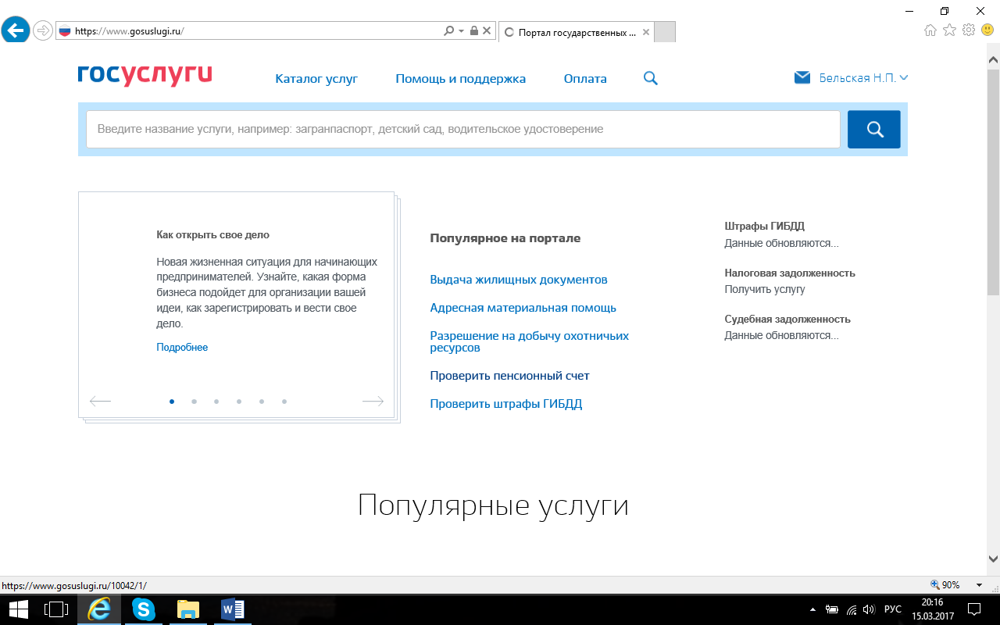 https://www.gosuslugi.ru/
Портал государственных ...
госуслуги
Каталог услуг
Помощь и поддержка
Оплата
Бельская Н.П.
Введите название услуги, например: загранпаспорт, детский сад, водительское удостоверение
Как открыть свое дело
Новая жизненная ситуация для начинающих
предпринимателей. Узнайте, какая форма
бизнеса подойдет для организации вашей
идеи, как зарегистрировать и вести свое
дело.
Подробнее
Популярное на портале
Выдача жилищных документов
Адресная материальная помощь
Разрешение на добычу охотничьих
ресурсов
Проверить пенсионный счет
Проверить штрафы ГИБДД
Штрафы ГИБДД
Данные обновляются...
Налоговая задолженность
Получить услугу
Судебная задолженность
Данные обновляются...
Популярные услуги
https://www.gosuslugi.ru/10042/1/
90%
РУС
20:16
15.03.2017